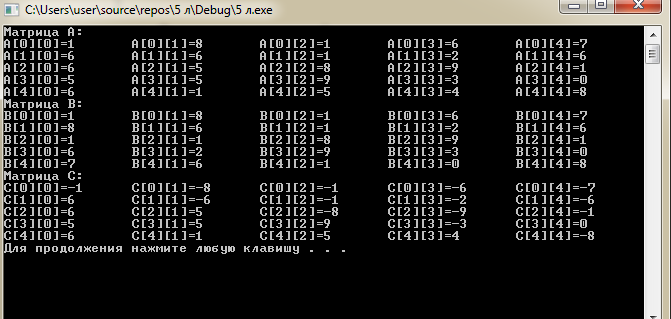 C:\Users\user\source\repos\5 л\Debug\5 л.exe
Матрица A:
A[0][0]=1 A[0][1]=8 A[0][2]=1 A[0][3]=6 A[0][4]=7
A[1][0]=6 A[1][1]=6 A[1][2]=1 A[1][3]=2 A[1][4]=6
A[2][0]=6 A[2][1]=5 A[2][2]=8 A[2][3]=9 A[2][4]=1
A[3][0]=5 A[3][1]=5 A[3][2]=9 A[3][3]=3 A[3][4]=0
A[4][0]=6 A[4][1]=1 A[4][2]=5 A[4][3]=4 A[4][4]=8
Матрица B:
B[0][0]=1 B[0][1]=8 B[0][2]=1 B[0][3]=6 B[0][4]=7
B[1][0]=8 B[1][1]=6 B[1][2]=1 B[1][3]=2 B[1][4]=6
B[2][0]=1 B[2][1]=1 B[2][2]=8 B[2][3]=9 B[2][4]=1
B[3][0]=6 B[3][1]=2 B[3][2]=9 B[3][3]=3 B[3][4]=0
B[4][0]=7 B[4][1]=6 B[4][2]=1 B[4][3]=0 B[4][4]=8
Матрица C:
C[0][0]=-1 C[0][1]=-8 C[0][2]=-1 C[0][3]=-6 C[0][4]=-7
C[1][0]=6 C[1][1]=-6 C[1][2]=-1 C[1][3]=-2 C[1][4]=-6
C[2][0]=6 C[2][1]=5 C[2][2]=-8 C[2][3]=-9 C[2][4]=-1
C[3][0]=5 C[3][1]=5 C[3][2]=9 C[3][3]=-3 C[3][4]=0
C[4][0]=6 C[4][1]=1 C[4][2]=5 C[4][3]=4 C[4][4]=-8
Для продолжения нажмите любую клавишу . . .